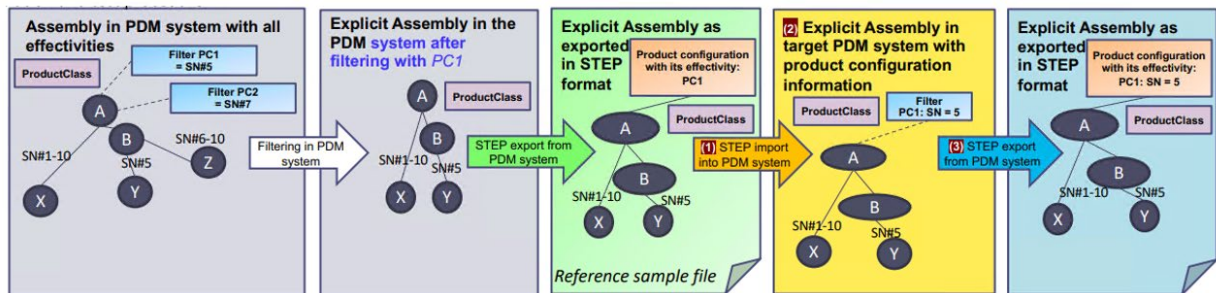 Assembly in PDM system with all
effectivities
Filter PC1
= SN#5
ProductClass
Filter PC2
= SN#7
A
B
SN#6-10
SN#1-10
SN#5
Z
X
Y
Filtering in PDM
system
Explicit Assembly in the
PDM system after
filtering with PC1
ProductClass
A
B
SN#1-10
SN#5
X
Y
STEP export from
PDM system
Explicit Assembly as
exported
in STEP
format
Product configuration
with its effectivity:
PC1
ProductClass
A
B
SN#1-10
SN#5
X
Y
Reference sample file
(1) STEP import
into PDM system
(2) Explicit Assembly in
target PDM system with
product configuration
information
ProductClass
Filter
PC1: SN = 5
A
B
SN#1-10
SN#5
X
Y
(3) STEP export
from PDM system
Explicit Assembly as
exported
in STEP
format
Product configuration
with its effectivity:
PC1: SN = 5
ProductClass
A
B
SN#1-10
SN#5
X
Y